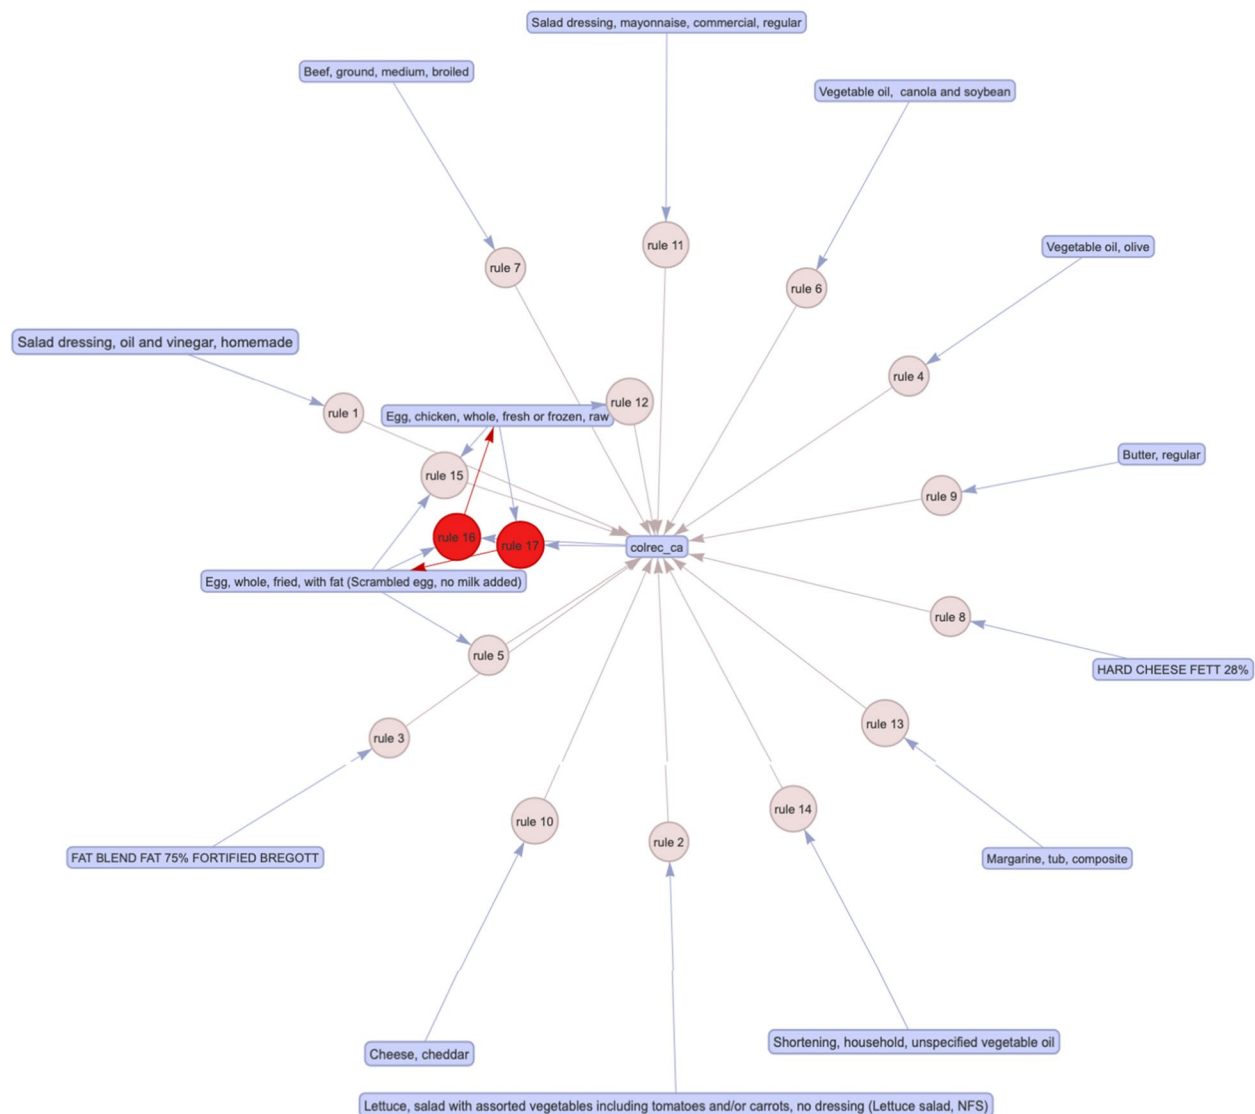 Salad dressing, mayonnaise, commercial, regular
Beef, ground, medium, broiled
Vegetable oil, canola and soybean
rule 11
Vegetable oil, olive
rule 7
rule 6
Salad dressing, oil and vinegar, homemade
rule 4
rule 12
rule 1
Egg, chicken, whole, fresh or frozen, raw
Butter, regular
rule 15
rule 9
rule 16
rule 17
colrec_ca
Egg, whole, fried, with fat (Scrambled egg, no milk added)
rule 8
rule 5
HARD CHEESE FETT 28%
rule 13
rule 3
rule 14
rule 10
rule 2
FAT BLEND FAT 75% FORTIFIED BREGOTT
Margarine, tub, composite
Shortening, household, unspecified vegetable oil
Cheese, cheddar
Lettuce, salad with assorted vegetables including tomatoes and/or carrots, no dressing (Lettuce salad, NFS)